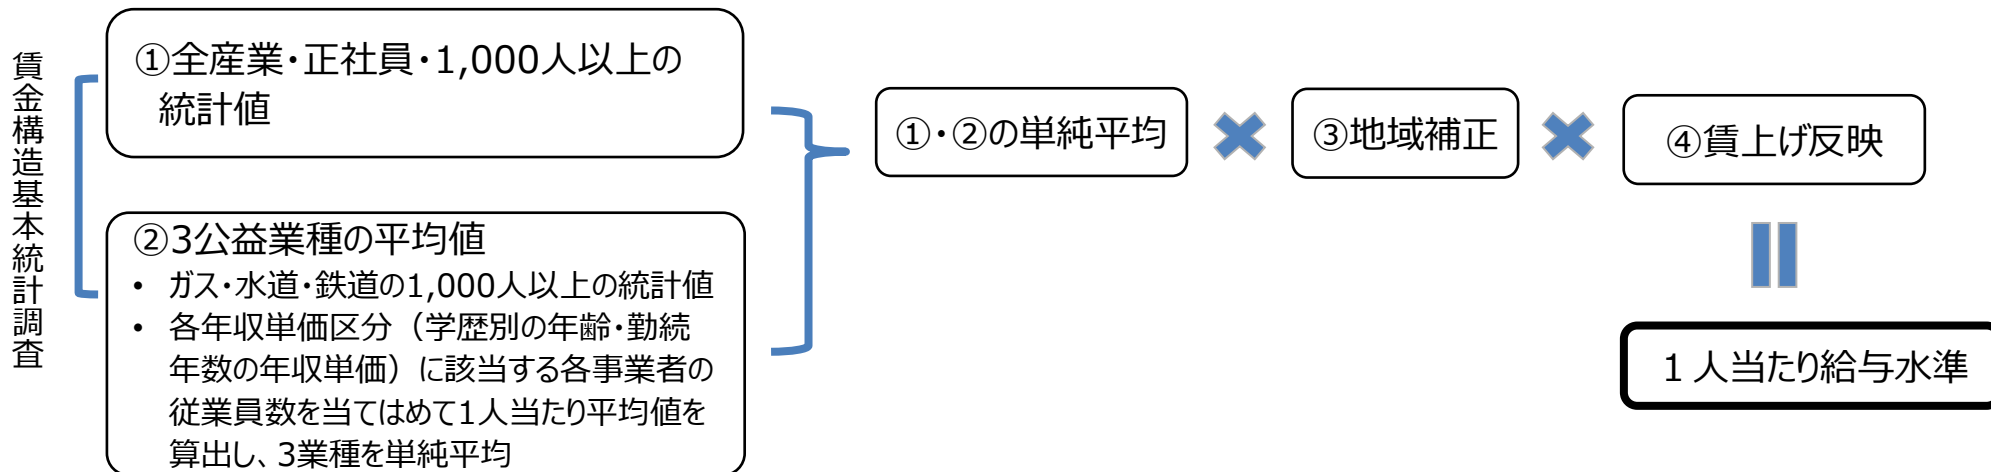 賃金構造基本統計調査
①全産業・正社員・1,000人以上の
統計値
②3公益業種の平均値
• ガス・水道・鉄道の1,000人以上の統計値
• 各年収単価区分（学歴別の年齢・勤続
年数の年収単価）に該当する各事業者の
従業員数を当てはめて1人当たり平均値を
算出し、3業種を単純平均
①・②の単純平均
③地域補正
④賃上げ反映
１人当たり給与水準